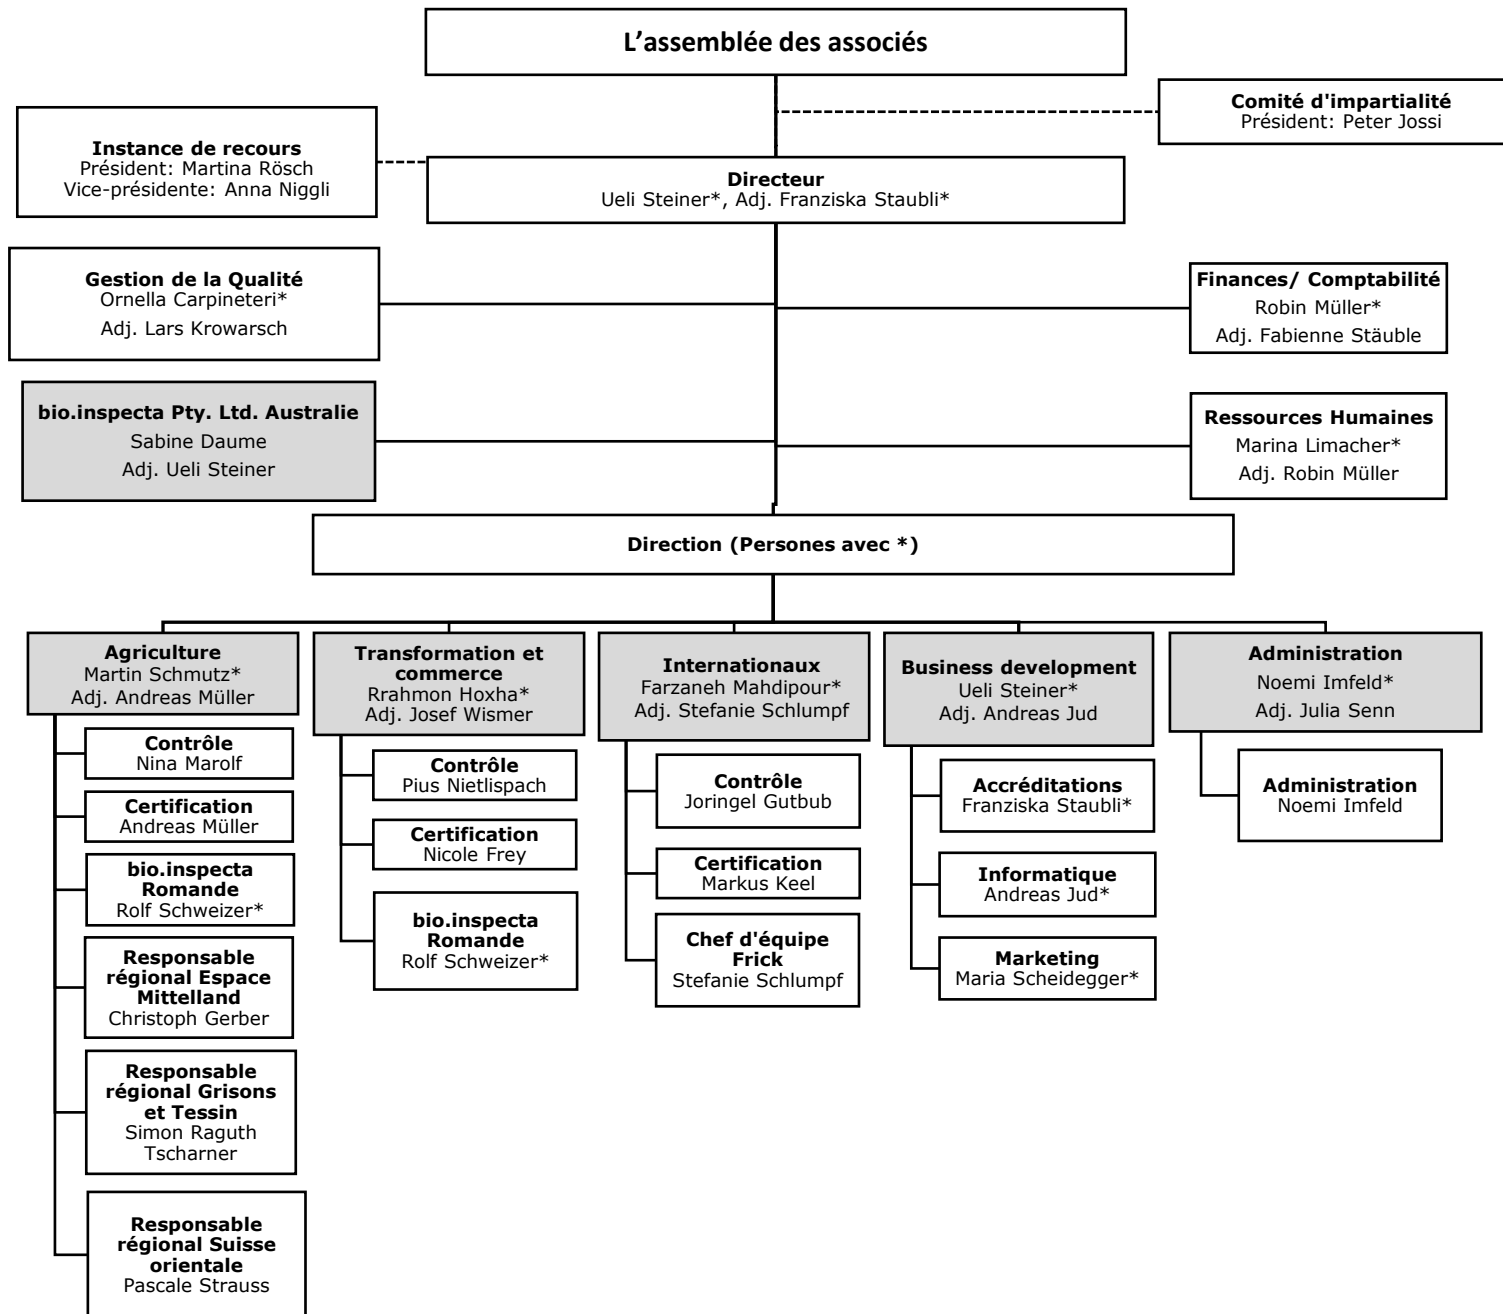 L'assemblée des associés
Comité d'impartialité
Président: Peter Jossi
Instance de recours
Président: Martina Rösch
Vice-présidente: Anna Niggli
Directeur
Ueli Steiner*, Adj. Franziska Staubli*
Gestion de la Qualité
Ornella Carpineteri*
Adj. Lars Krowarsch
Finances/ Comptabilité
Robin Müller*
Adj. Fabienne Stäuble
bio.inspecta Pty. Ltd. Australie
Sabine Daume
Adj. Ueli Steiner
Ressources Humaines
Marina Limacher*
Adj. Robin Müller
Direction (Persones avec *)
Agriculture
Martin Schmutz*
Adj. Andreas Müller
Contrôle
Nina Marolf
Certification
Andreas Müller
bio.inspecta
Romande
Rolf Schweizer*
Responsable
régional Espace
Mittelland
Christoph Gerber
Responsable
régional Grisons
et Tessin
Simon Raguth
Tscharner
Responsable
régional Suisse
orientale
Pascale Strauss
Transformation et
commerce
Rrahmon Hoxha*
Adj. Josef Wismer
Contrôle
Pius Nietlispach
Certification
Nicole Frey
bio.inspecta
Romande
Rolf Schweizer*
Internationaux
Farzaneh Mahdipour*
Adj. Stefanie Schlumpf
Contrôle
Joringel Gutbub
Certification
Markus Keel
Chef d'équipe
Frick
Stefanie Schlumpf
Business development
Ueli Steiner*
Adj. Andreas Jud
Accréditations
Franziska Staubli*
Informatique
Andreas Jud*
Marketing
Maria Scheidegger*
Administration
Noemi Imfeld*
Adj. Julia Senn
Administration
Noemi Imfeld